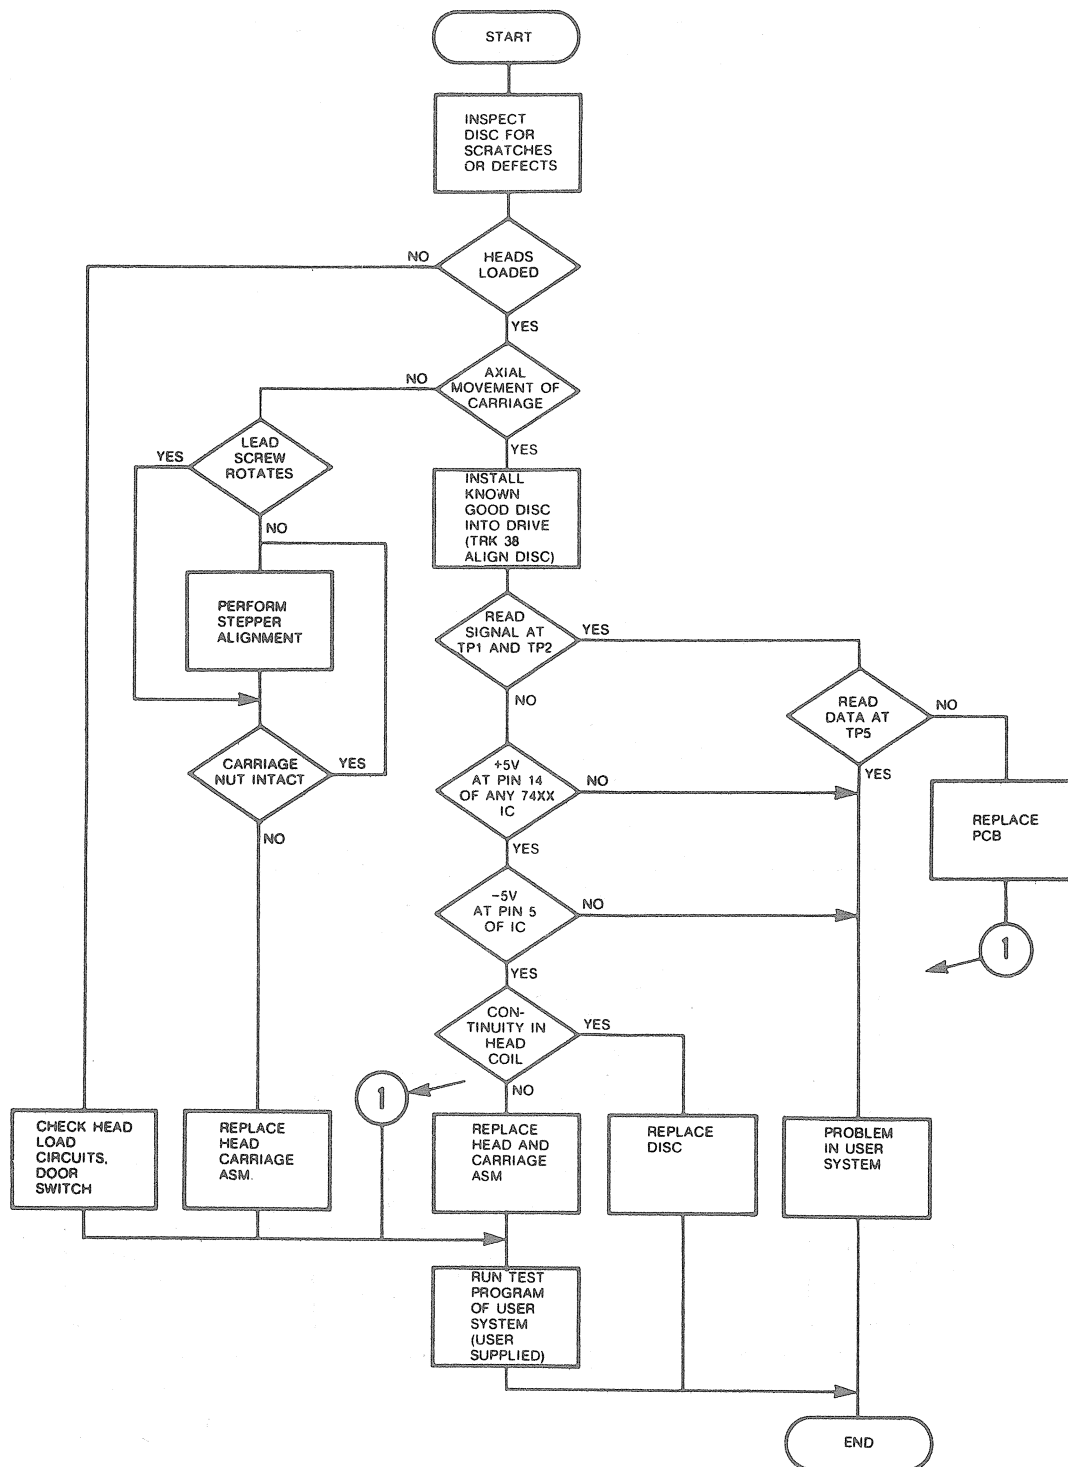 START
INSPECT
DISC FOR
SCRATCHES
OR DEFECTS
HEADS
LOADED
NO
YES
AXIAL
MOVEMENT OF
CARRIAGE
NO
YES
LEAD
SCREW
ROTATES
YES
NO
INSTALL
KNOWN
GOOD DISC
INTO DRIVE
(TRK 38
ALIGN DISC)
PERFORM
STEPPER
ALIGNMENT
READ
SIGNAL AT
TP1 AND TP2
YES
NO
READ
DATA AT
TP5
NO
YES
CARRIAGE
NUT INTACT
YES
NO
+5V
AT PIN 14
OF ANY 74XX
IC
NO
YES
REPLACE
PCB
−5V
AT PIN 5
OF IC
NO
YES
1
CON-
TINUITY IN
HEAD
COIL
YES
NO
1
CHECK HEAD
LOAD
CIRCUITS,
DOOR
SWITCH
REPLACE
HEAD
CARRIAGE
ASM.
REPLACE
HEAD AND
CARRIAGE
ASM
REPLACE
DISC
PROBLEM
IN USER
SYSTEM
RUN TEST
PROGRAM
OF USER
SYSTEM
(USER
SUPPLIED)
END